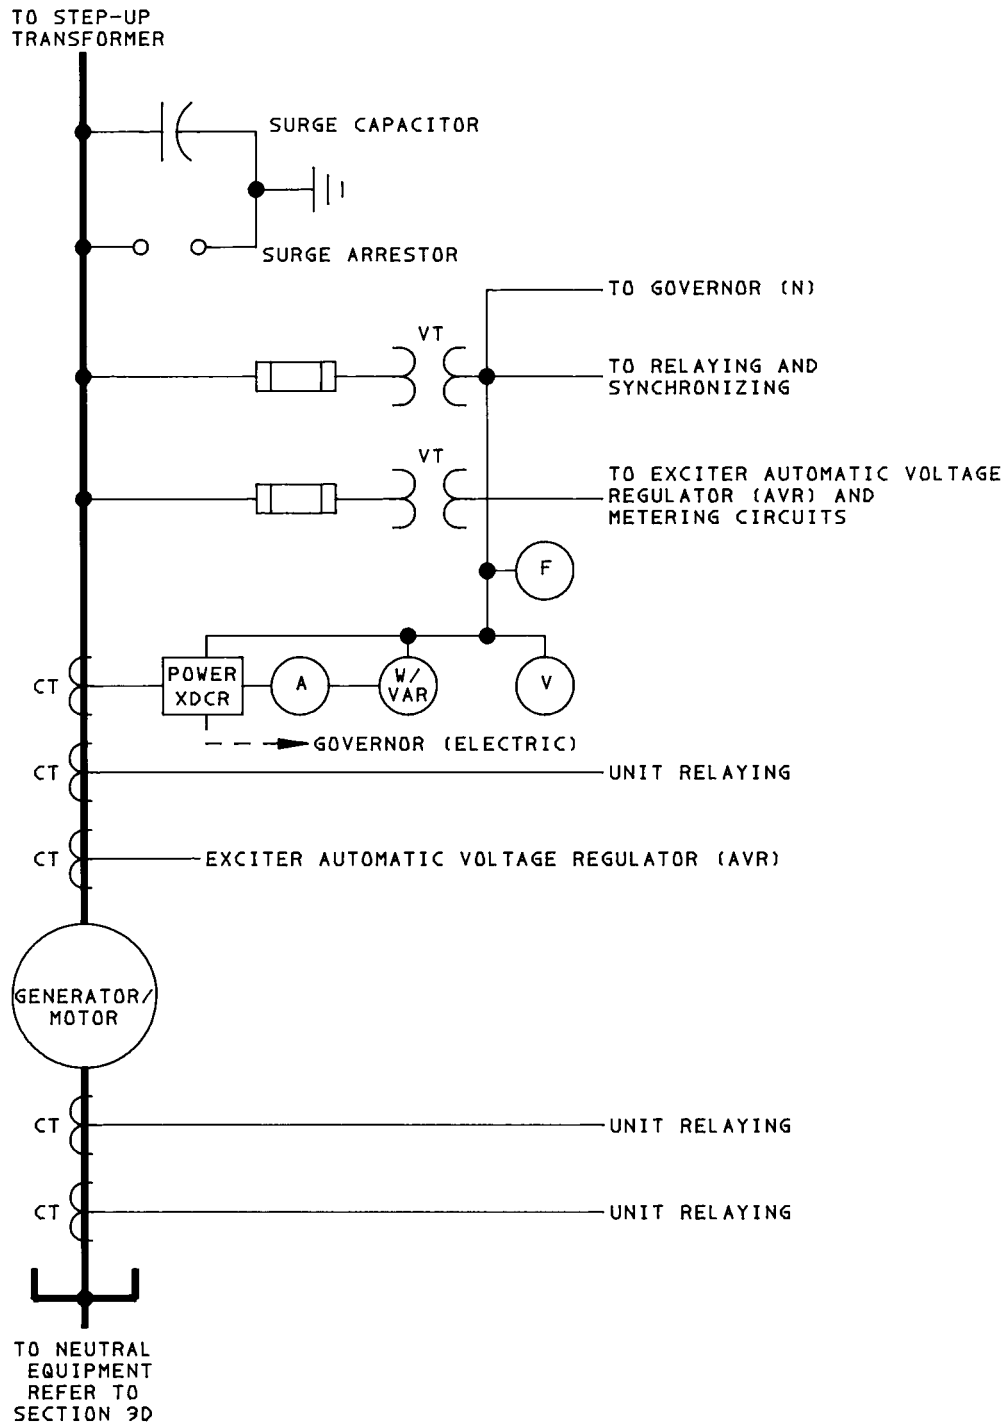 TO STEP-UP
TRANSFORMER
SURGE CAPACITOR
SURGE ARRESTOR
TO GOVERNOR (N)
VT
TO RELAYING AND
SYNCHRONIZING
VT
TO EXCITER AUTOMATIC VOLTAGE
REGULATOR (AVR) AND
METERING CIRCUITS
F
CT
POWER
XDCR
A
W/
VAR
V
GOVERNOR (ELECTRIC)
CT
UNIT RELAYING
CT
EXCITER AUTOMATIC VOLTAGE REGULATOR (AVR)
GENERATOR/
MOTOR
CT
UNIT RELAYING
CT
UNIT RELAYING
TO NEUTRAL
EQUIPMENT
REFER TO
SECTION 3D